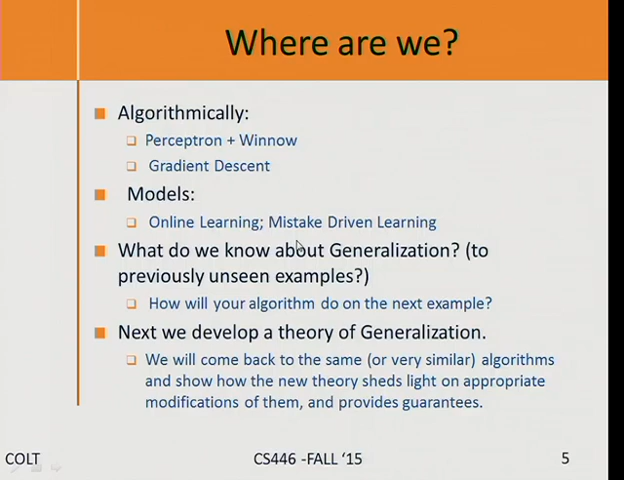 Where are we?
Algorithmically:
Perceptron + Winnow
Gradient Descent
Models:
Online Learning; Mistake Driven Learning
What do we know about Generalization? (to
previously unseen examples?)
How will your algorithm do on the next example?
Next we develop a theory of Generalization.
We will come back to the same (or very similar) algorithms
and show how the new theory sheds light on appropriate
modifications of them, and provides guarantees.
COLT CS446 -FALL ‘15 5